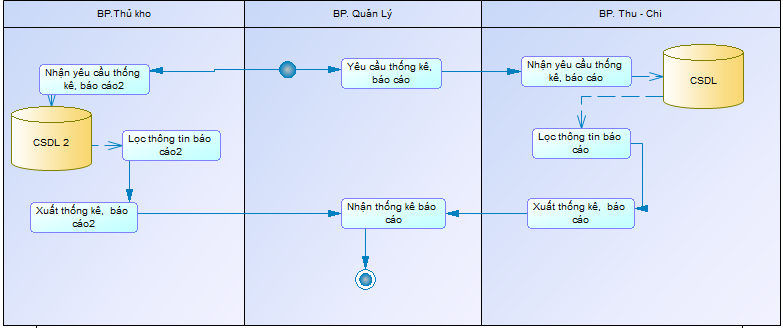 BP.Thủ kho
BP. Quản Lý
BP. Thu - Chi
Nhận yêu cầu thống
kê, báo cáo2
Yêu cầu thống kê,
báo cáo
Nhận yêu cầu thống
kê, báo cáo
CSDL
CSDL 2
Lọc thông tin báo
cáo2
Lọc thông tin báo
cáo
Xuất thống kê, báo
cáo2
Nhận thống kê báo
cáo
Xuất thống kê, báo
cáo